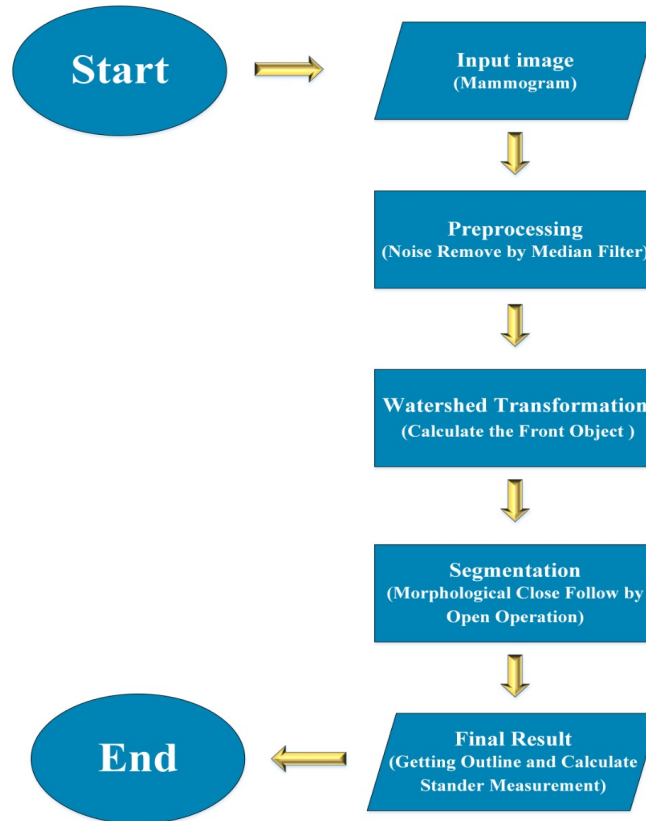 Start
Input image
(Mammogram)
Preprocessing
(Noise Remove by Median Filter)
Watershed Transformation
(Calculate the Front Object )
Segmentation
(Morphological Close Follow by
Open Operation)
Final Result
(Getting Outline and Calculate
Stander Measurement)
End